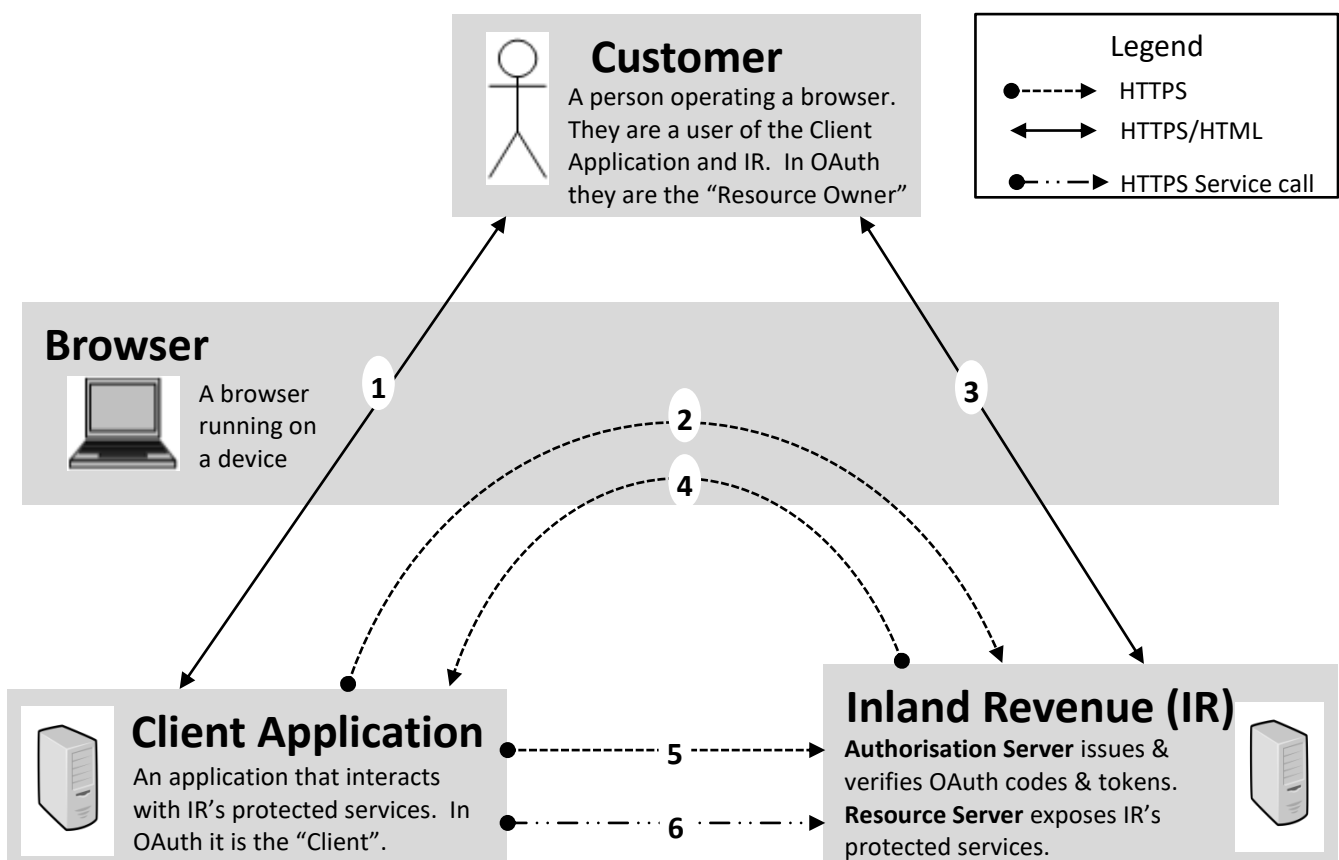 Customer
A person operating a browser.
They are a user of the Client
Application and IR.  In OAuth
they are the “Resource Owner”
Legend
HTTPS
HTTPS/HTML
HTTPS Service call
Browser
A browser
running on
a device
1
2
3
4
Client Application
An application that interacts
with IR’s protected services.  In
OAuth it is the “Client”.
5
6
Inland Revenue (IR)
Authorisation Server issues &
verifies OAuth codes & tokens.
Resource Server exposes IR’s
protected services.